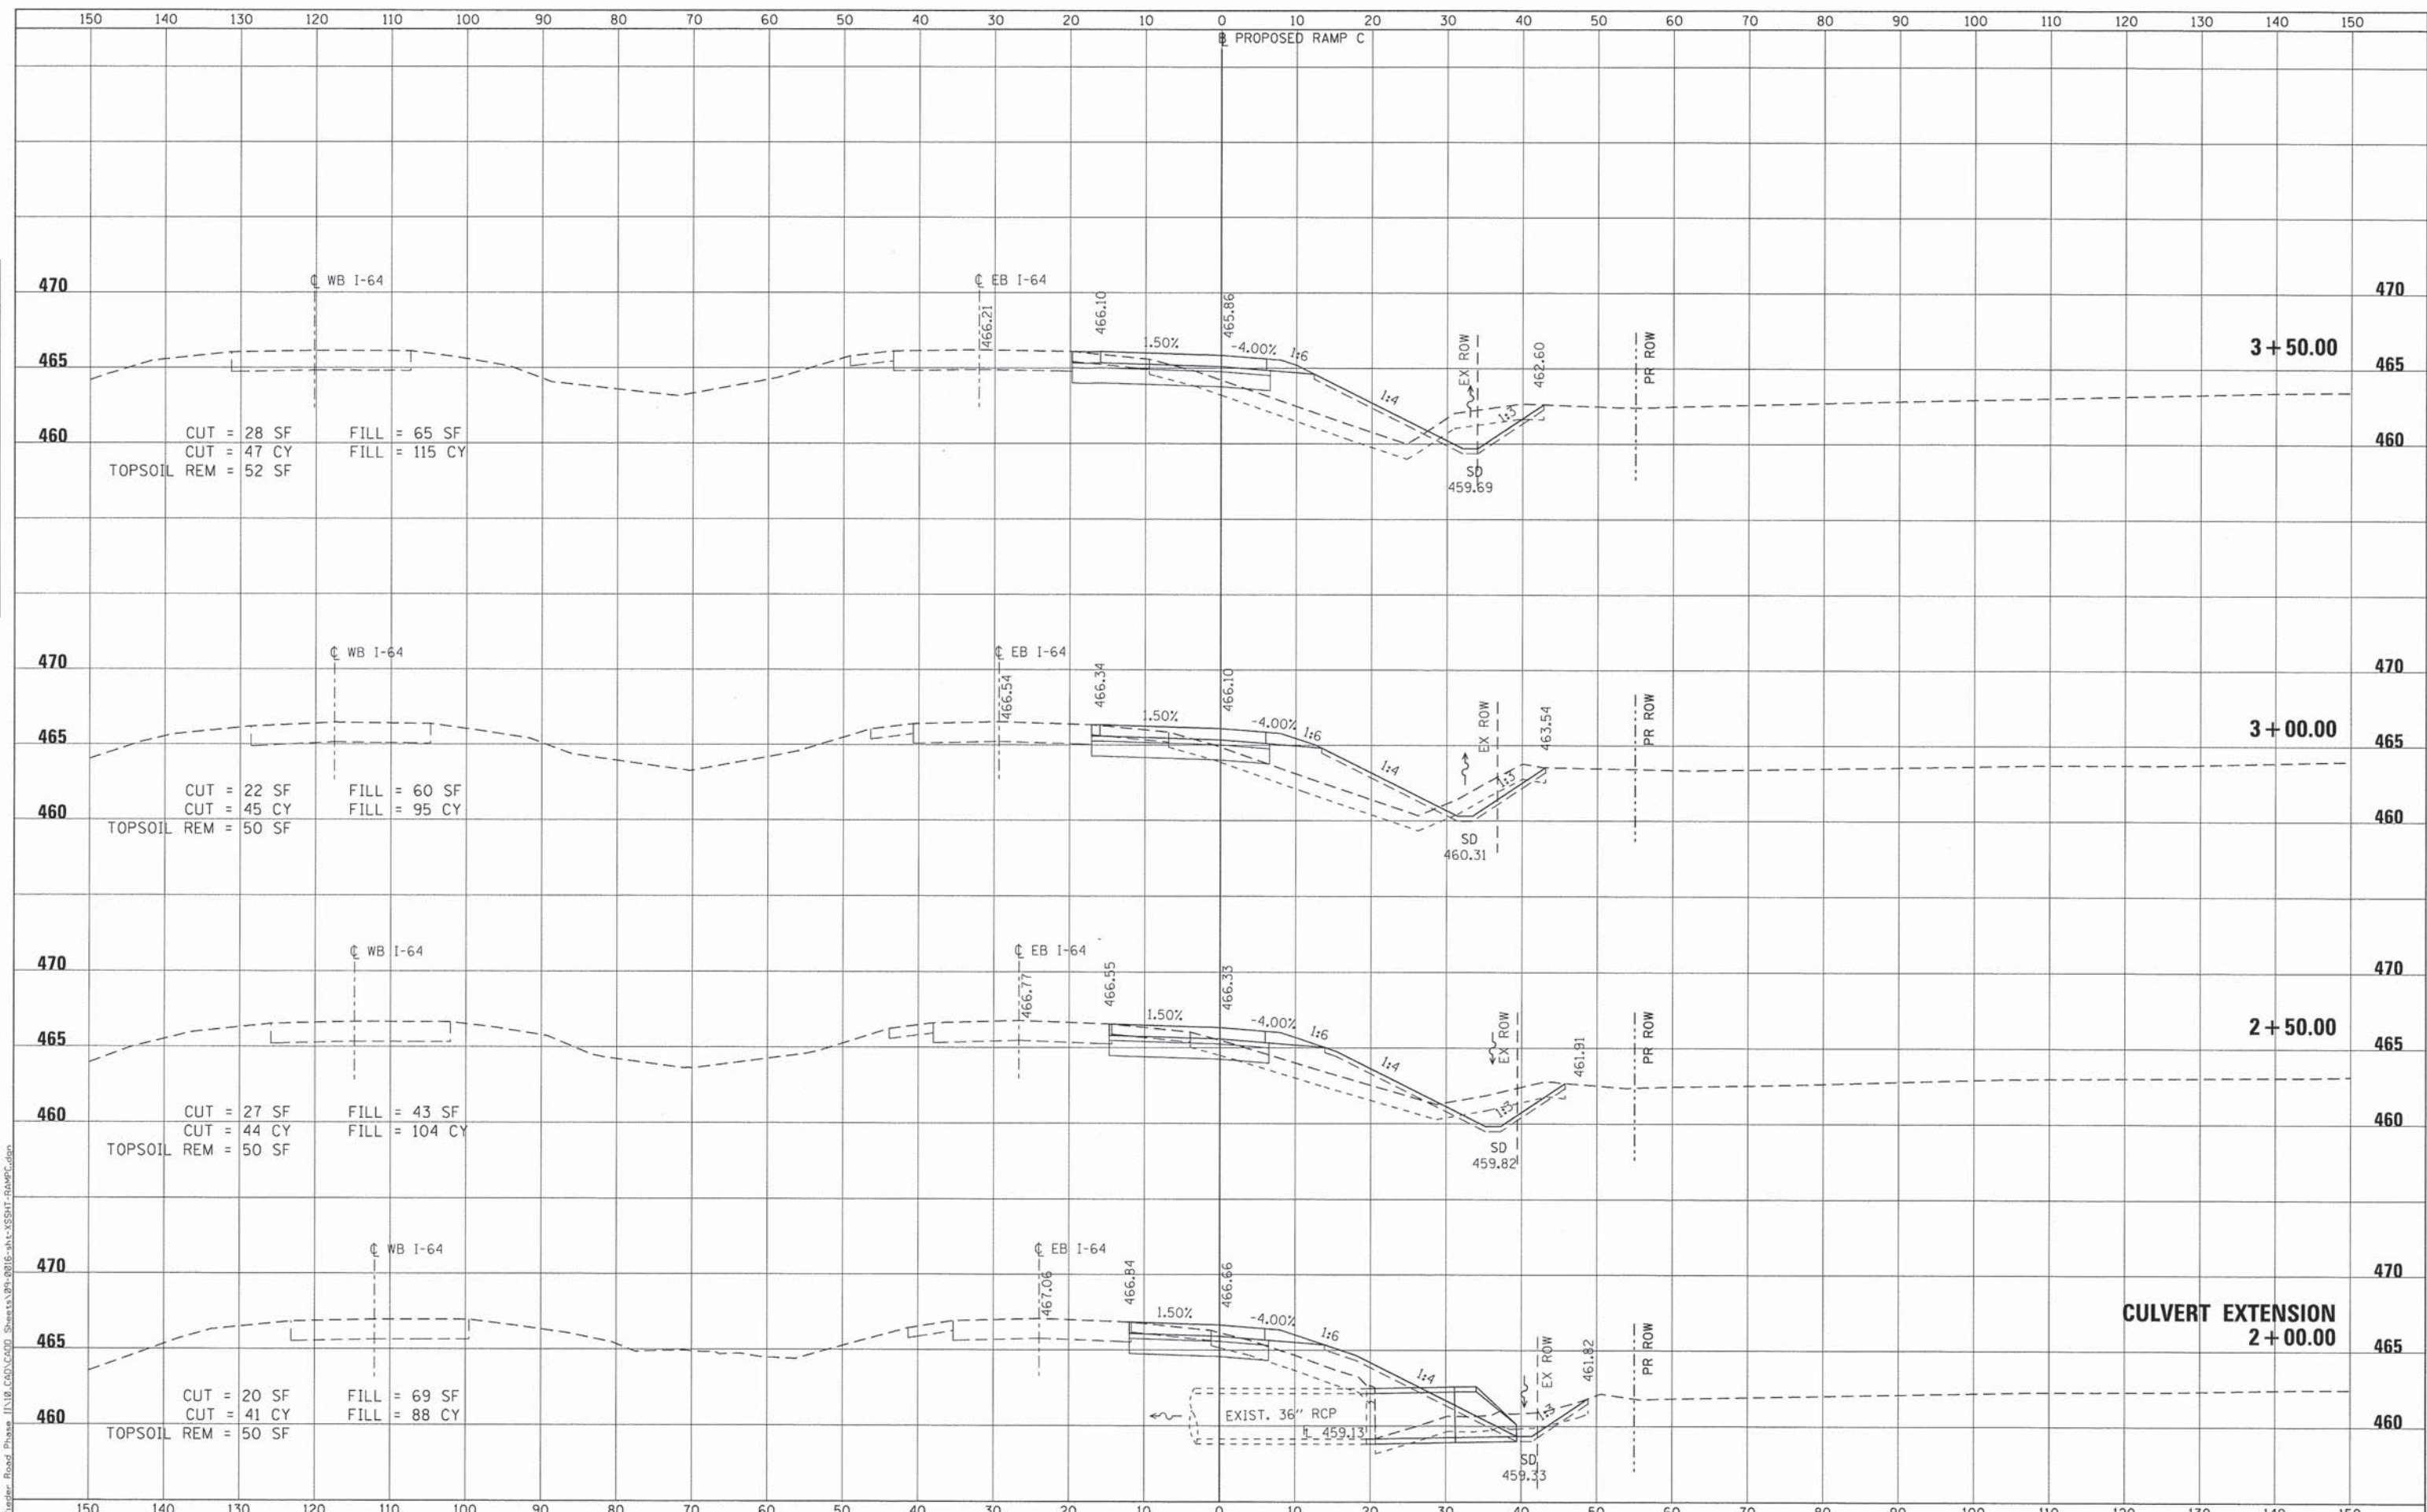 150 140 130 120 110 100 90 80 70 60 50 40 30 20 10 0 10 20 30 40 50 60 70 80 90 100 110 120 130 140 150
℄ PROPOSED RAMP C
℄ WB I-64
℄ EB I-64
470 470
466.21
466.10
465.86
1.50%
-4.00%
1:6
1:4
1:3
EX ROW
462.60
PR ROW
3+50.00
465 465
460 460
CUT = 28 SF FILL = 65 SF
CUT = 47 CY FILL = 115 CY
TOPSOIL REM = 52 SF
SD
459.69
℄ WB I-64
℄ EB I-64
470 470
466.54
466.34
466.10
1.50%
-4.00%
1:6
1:4
1:3
EX ROW
463.54
PR ROW
3+00.00
465 465
460 460
CUT = 22 SF FILL = 60 SF
CUT = 45 CY FILL = 95 CY
TOPSOIL REM = 50 SF
SD
460.31
℄ WB I-64
℄ EB I-64
470 470
466.77
466.55
466.33
1.50%
-4.00%
1:6
1:4
1:3
EX ROW
461.91
PR ROW
2+50.00
465 465
460 460
CUT = 27 SF FILL = 43 SF
CUT = 44 CY FILL = 104 CY
TOPSOIL REM = 50 SF
SD
459.82
℄ WB I-64
℄ EB I-64
470 470
467.06
466.84
466.66
1.50%
-4.00%
1:6
1:4
1:3
EX ROW
461.82
PR ROW
CULVERT EXTENSION
2+00.00
465 465
460 460
CUT = 20 SF FILL = 69 SF
CUT = 41 CY FILL = 88 CY
TOPSOIL REM = 50 SF
EXIST. 36" RCP
459.13
SD
459.33
150 140 130 120 110 100 90 80 70 60 50 40 30 20 10 0 10 20 30 40 50 60 70 80 90 100 110 120 130 140 150